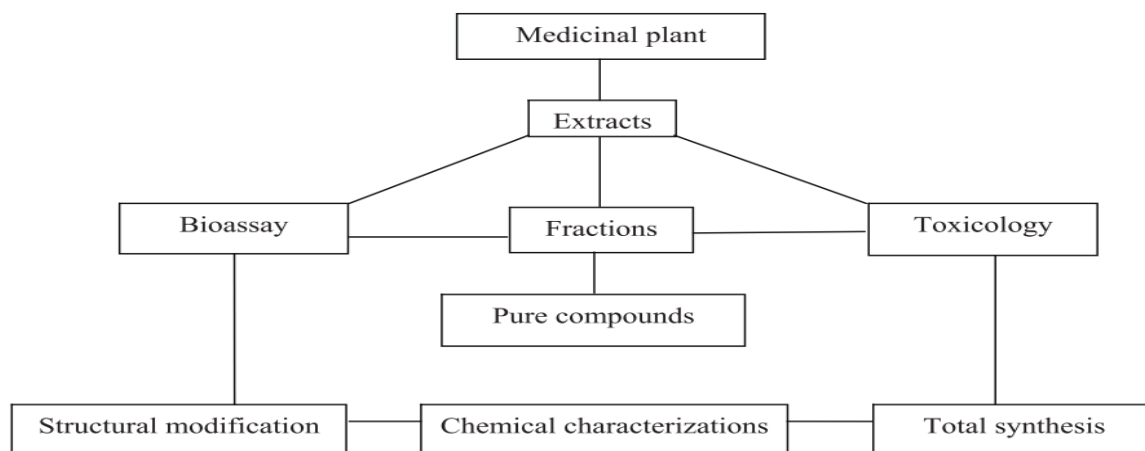 Medicinal plant
Extracts
Bioassay
Fractions
Toxicology
Pure compounds
Structural modification
Chemical characterizations
Total synthesis